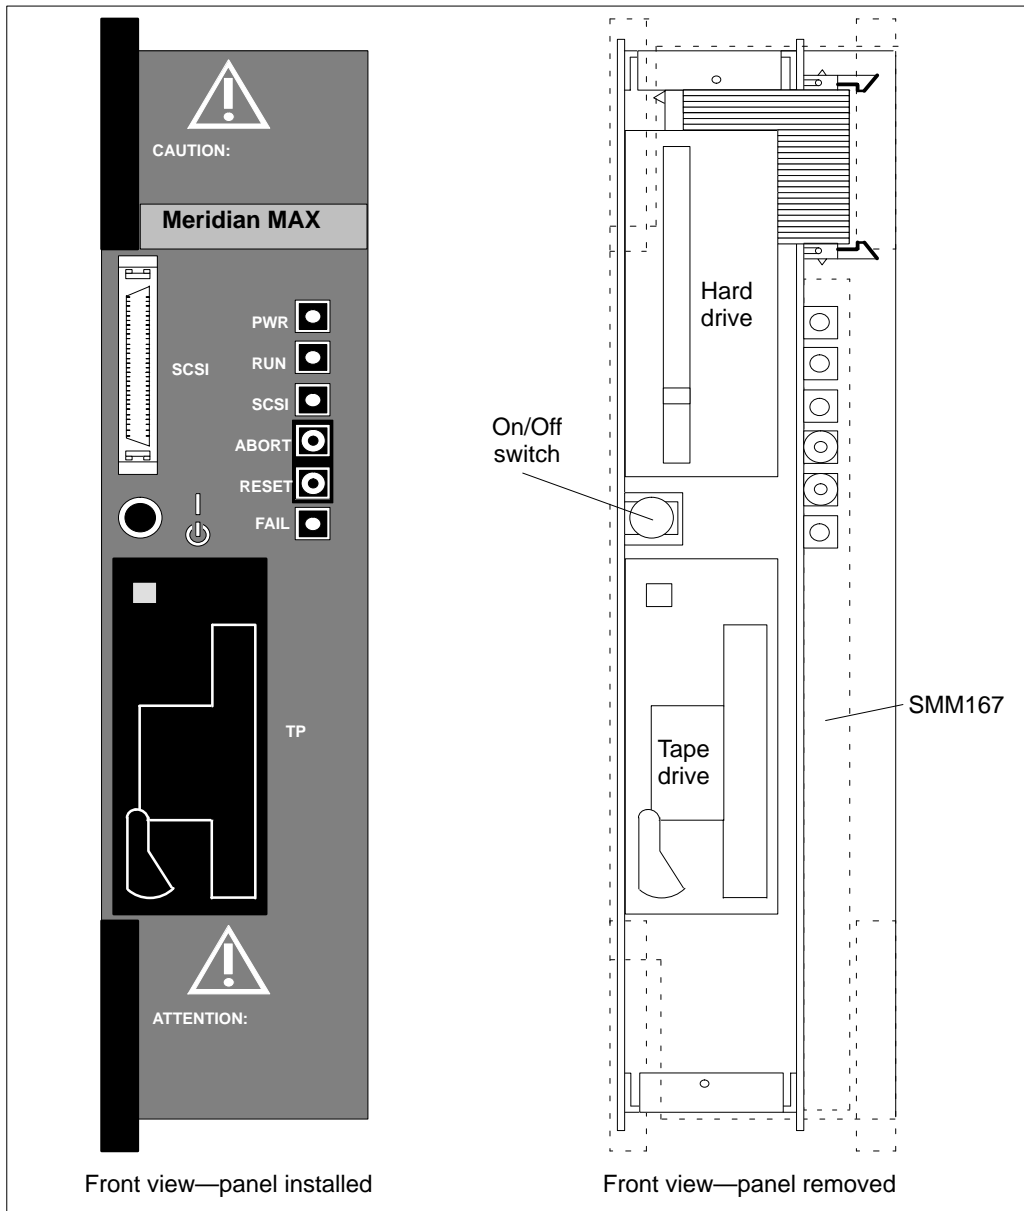 CAUTION:
Meridian MAX
SCSI
PWR
RUN
SCSI
ABORT
RESET
FAIL
TP
ATTENTION:
Front view—panel installed
Hard
drive
On/Off
switch
SMM167
Tape
drive
Front view—panel removed